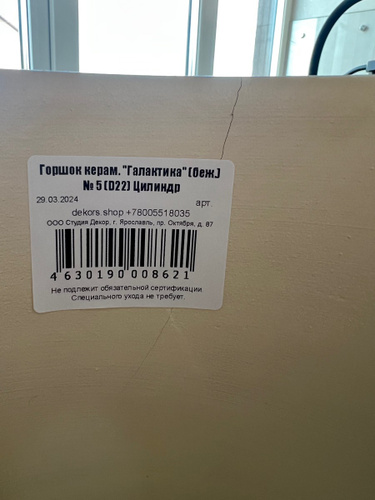 Горшок керам. "Галактика" (беж.)
№ 5 (D22) Цилиндр
29.03.2024 арт.
dekors.shop +78005518035
ООО Студия Декор, г. Ярославль, пр. Октября, д. 87
4 630190 008621
Не подлежит обязательной сертификации
Специального ухода не требует.